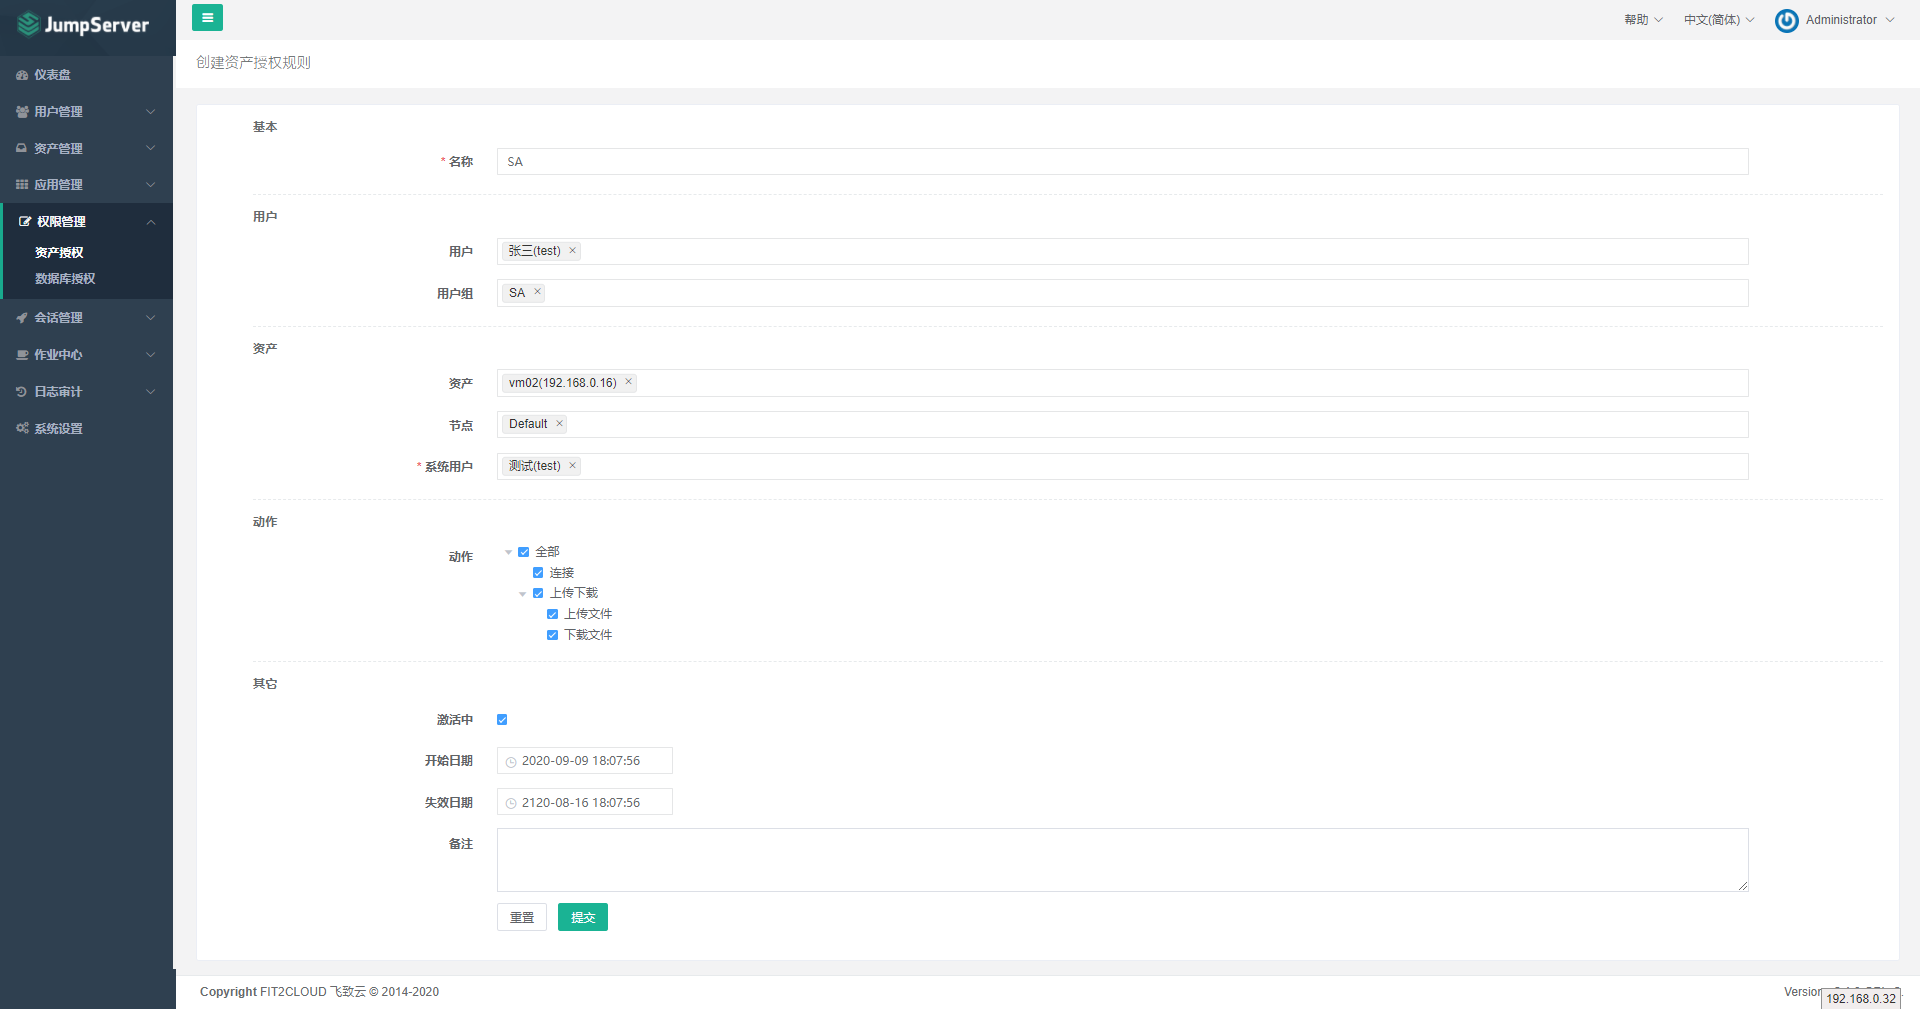 JumpServer
帮助
中文(简体)
Administrator
创建资产授权规则
仪表盘
用户管理
资产管理
应用管理
权限管理
资产授权
数据库授权
会话管理
作业中心
日志审计
系统设置
基本
* 名称 SA
用户
用户 张三(test) ×
用户组 SA ×
资产
资产 vm02(192.168.0.16) ×
节点 Default ×
* 系统用户 测试(test) ×
动作
动作 全部
连接
上传下载
上传文件
下载文件
其它
激活中
开始日期 2020-09-09 18:07:56
失效日期 2120-08-16 18:07:56
备注
重置 提交
Copyright FIT2CLOUD 飞致云 © 2014-2020
Version
192.168.0.32